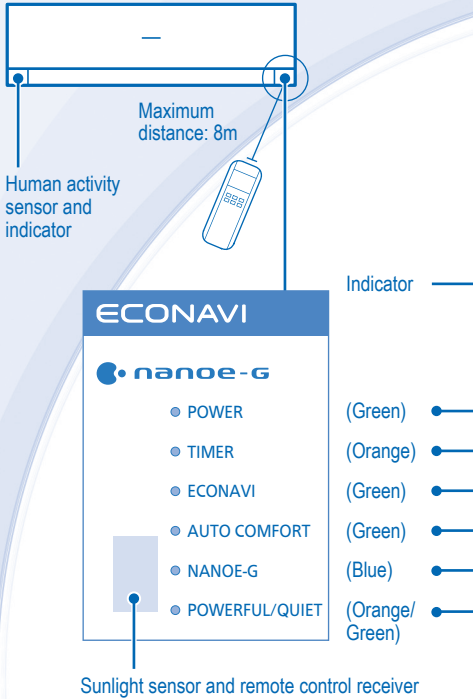 Maximum
distance: 8m
Human activity
sensor and
indicator
Indicator
ECONAVI
nanoe-G
POWER (Green)
TIMER (Orange)
ECONAVI (Green)
AUTO COMFORT (Green)
NANOE-G (Blue)
POWERFUL/QUIET (Orange/
Green)
Sunlight sensor and remote control receiver